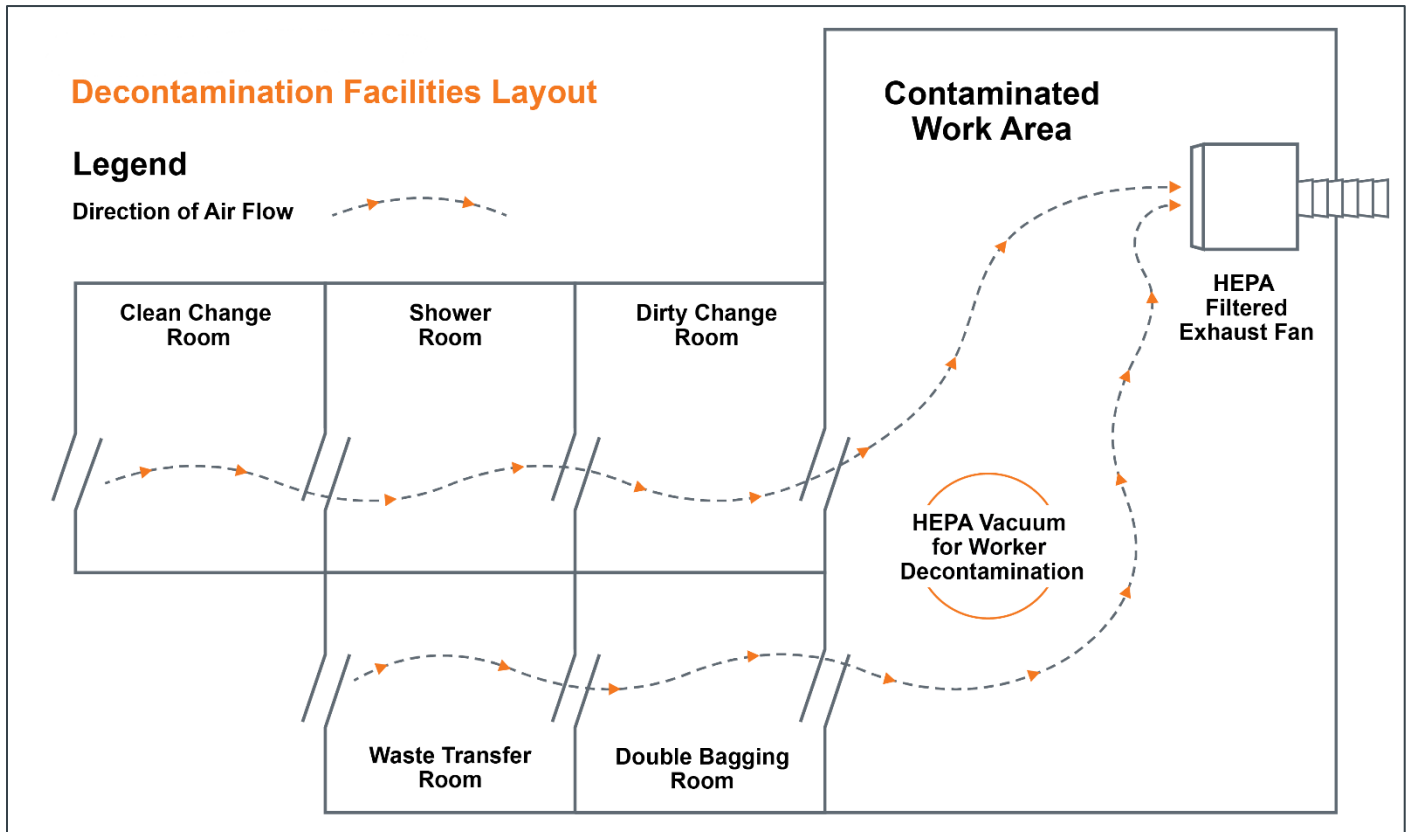 Decontamination Facilities Layout
Legend
Direction of Air Flow
Contaminated
Work Area
HEPA
Filtered
Exhaust Fan
Clean Change
Room
Shower
Room
Dirty Change
Room
HEPA Vacuum
for Worker
Decontamination
Waste Transfer
Room
Double Bagging
Room